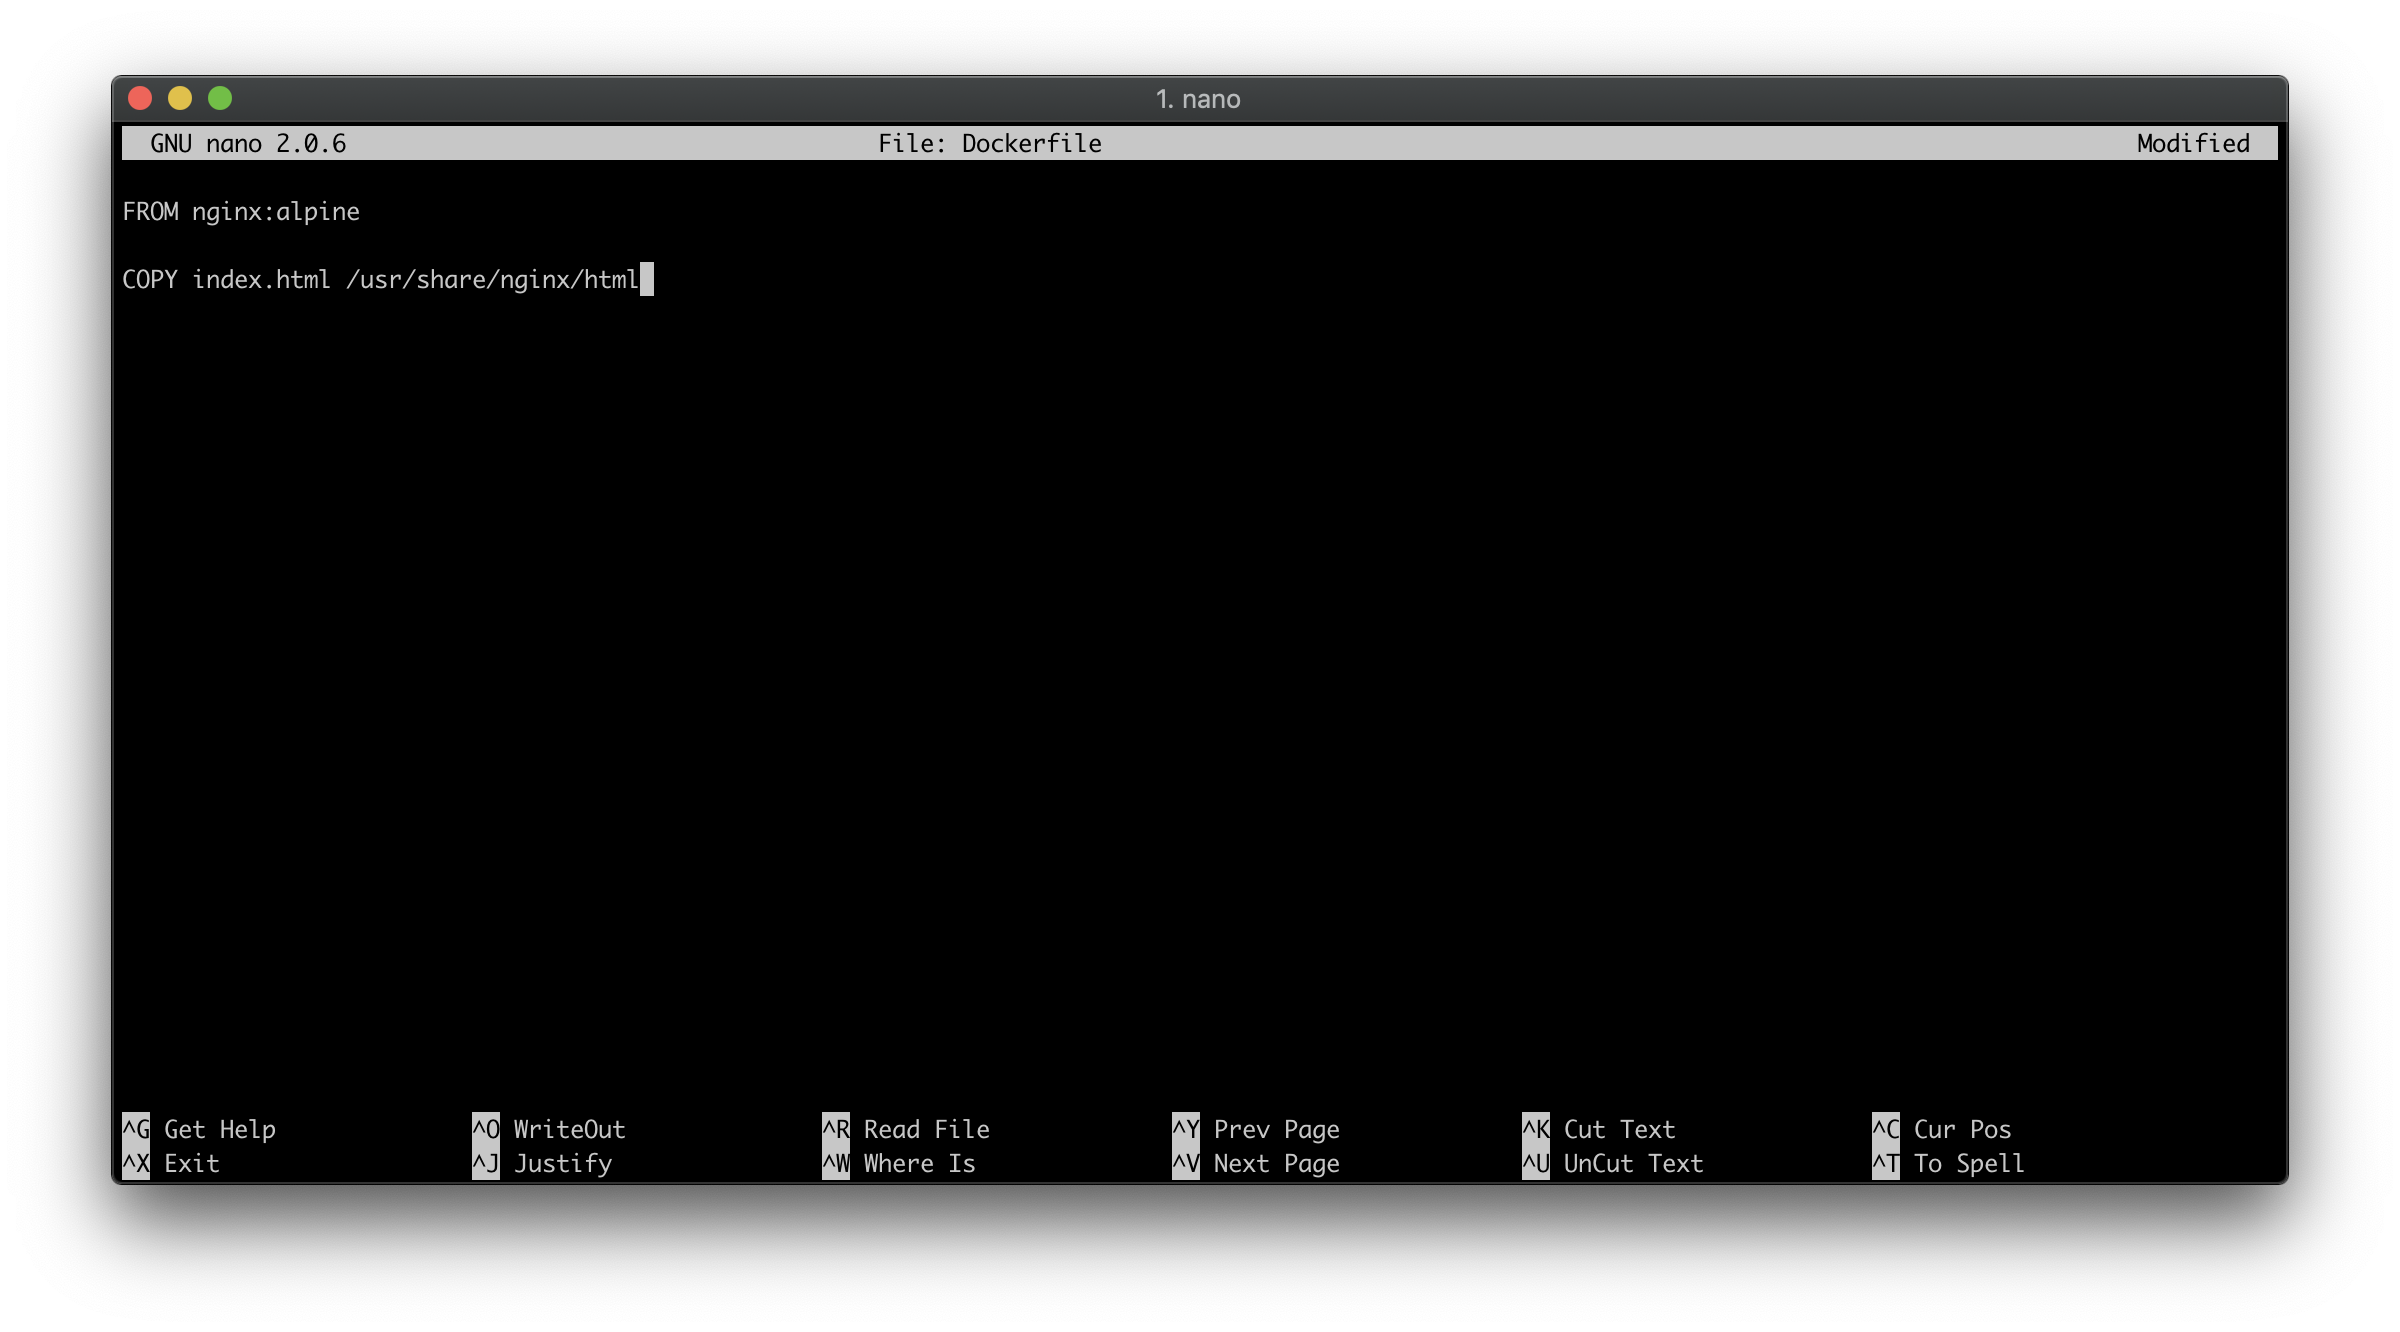 1. nano
GNU nano 2.0.6 File: Dockerfile Modified
FROM nginx:alpine
COPY index.html /usr/share/nginx/html
^G Get Help ^O WriteOut ^R Read File ^Y Prev Page ^K Cut Text ^C Cur Pos
^X Exit ^J Justify ^W Where Is ^V Next Page ^U UnCut Text ^T To Spell